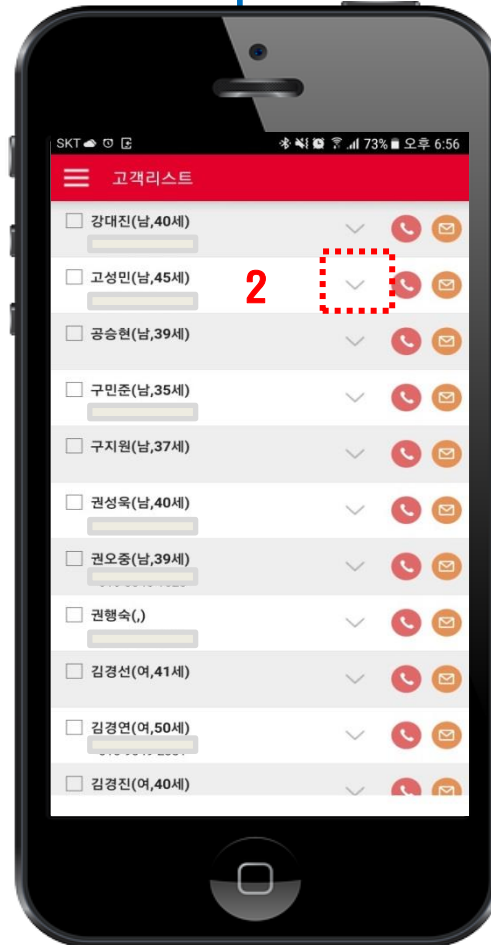 SKT 73% 오후 6:56
고객리스트
강대진(남,40세)
고성민(남,45세)
2
공승현(남,39세)
구민준(남,35세)
구지원(남,37세)
권성욱(남,40세)
권오중(남,39세)
권행숙(,)
김경선(여,41세)
김경연(여,50세)
김경진(여,40세)